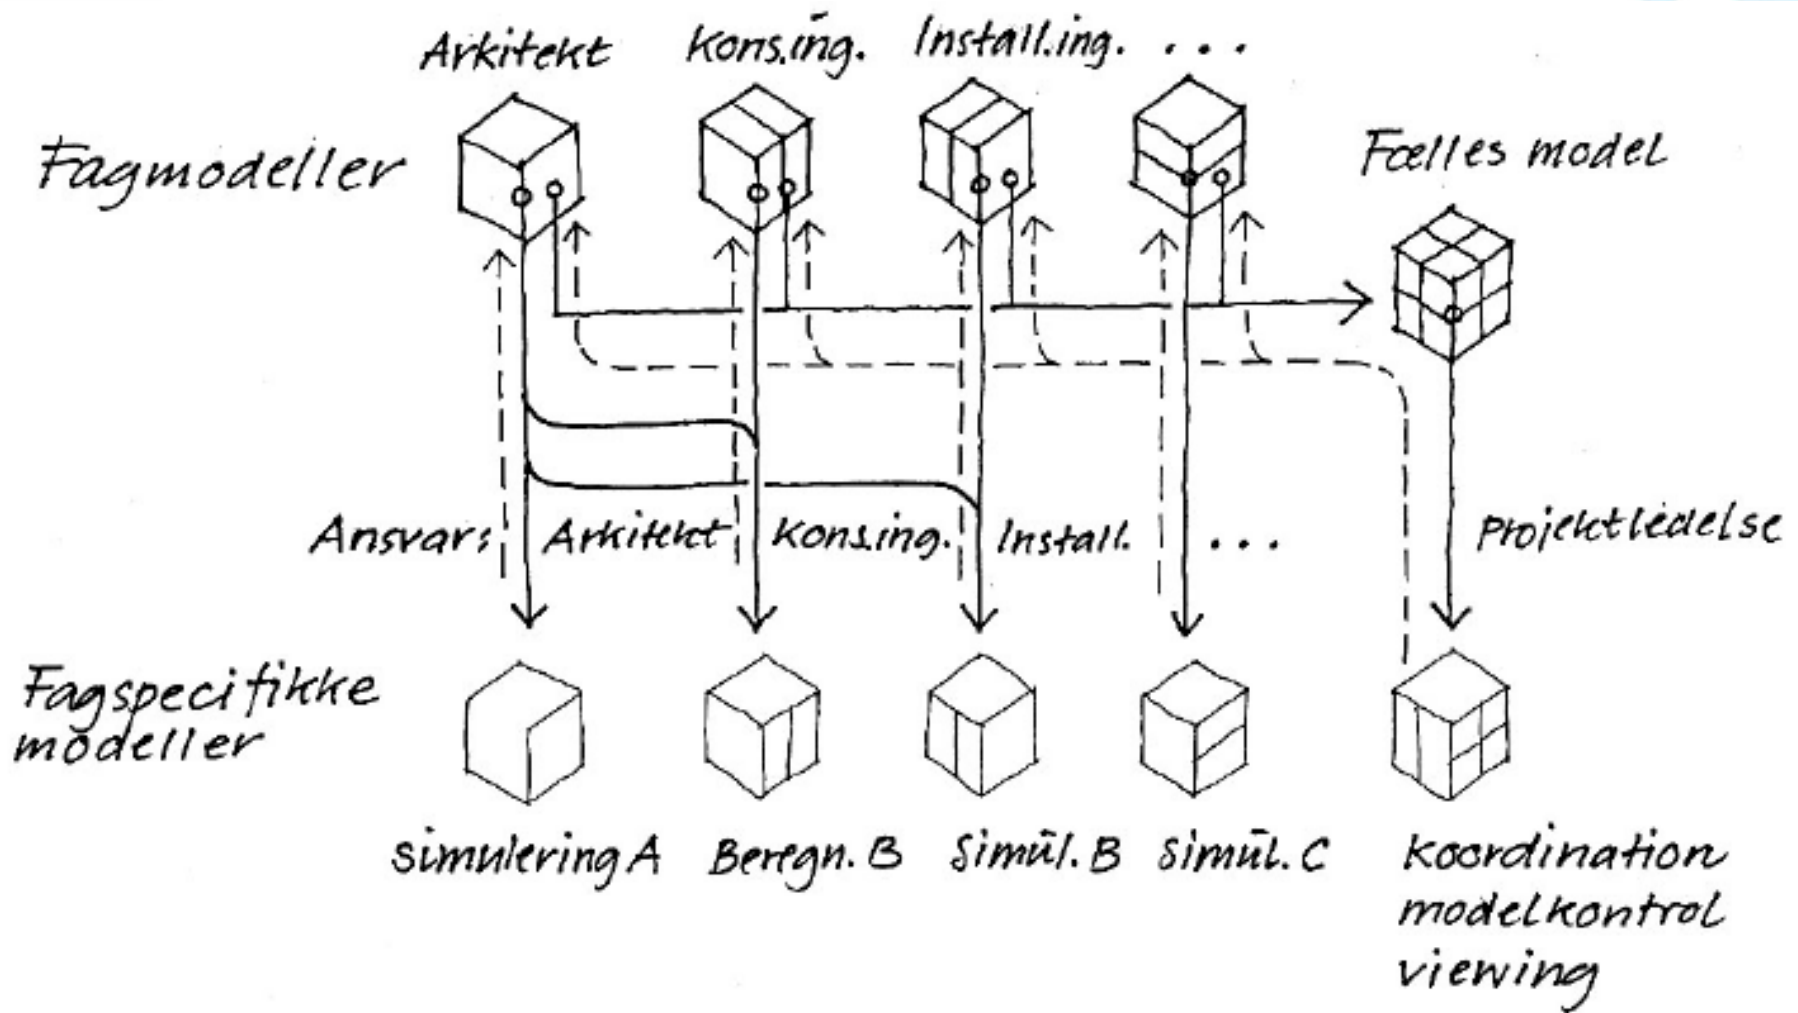 Arkitekt Kons.ing. Install.ing. ...
Fagmodeller
Fælles model
Ansvar: Arkitekt Kons.ing. Install. ... Projektledelse
Fagspecifikke
modeller
Simulering A Beregn. B Simul. B Simul. C Koordination
modelkontrol
viewing